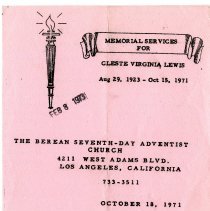 MEMORIAL SERVICES
FOR
CLESTE VIRGINIA LEWIS
Aug 29, 1923 - Oct 15, 1971
FEB 8
THE BEREAN SEVENTH-DAY ADVENTIST
CHURCH
4211 WEST ADAMS BLVD.
LOS ANGELES, CALIFORNIA
733-3511
OCTOBER 18, 1971